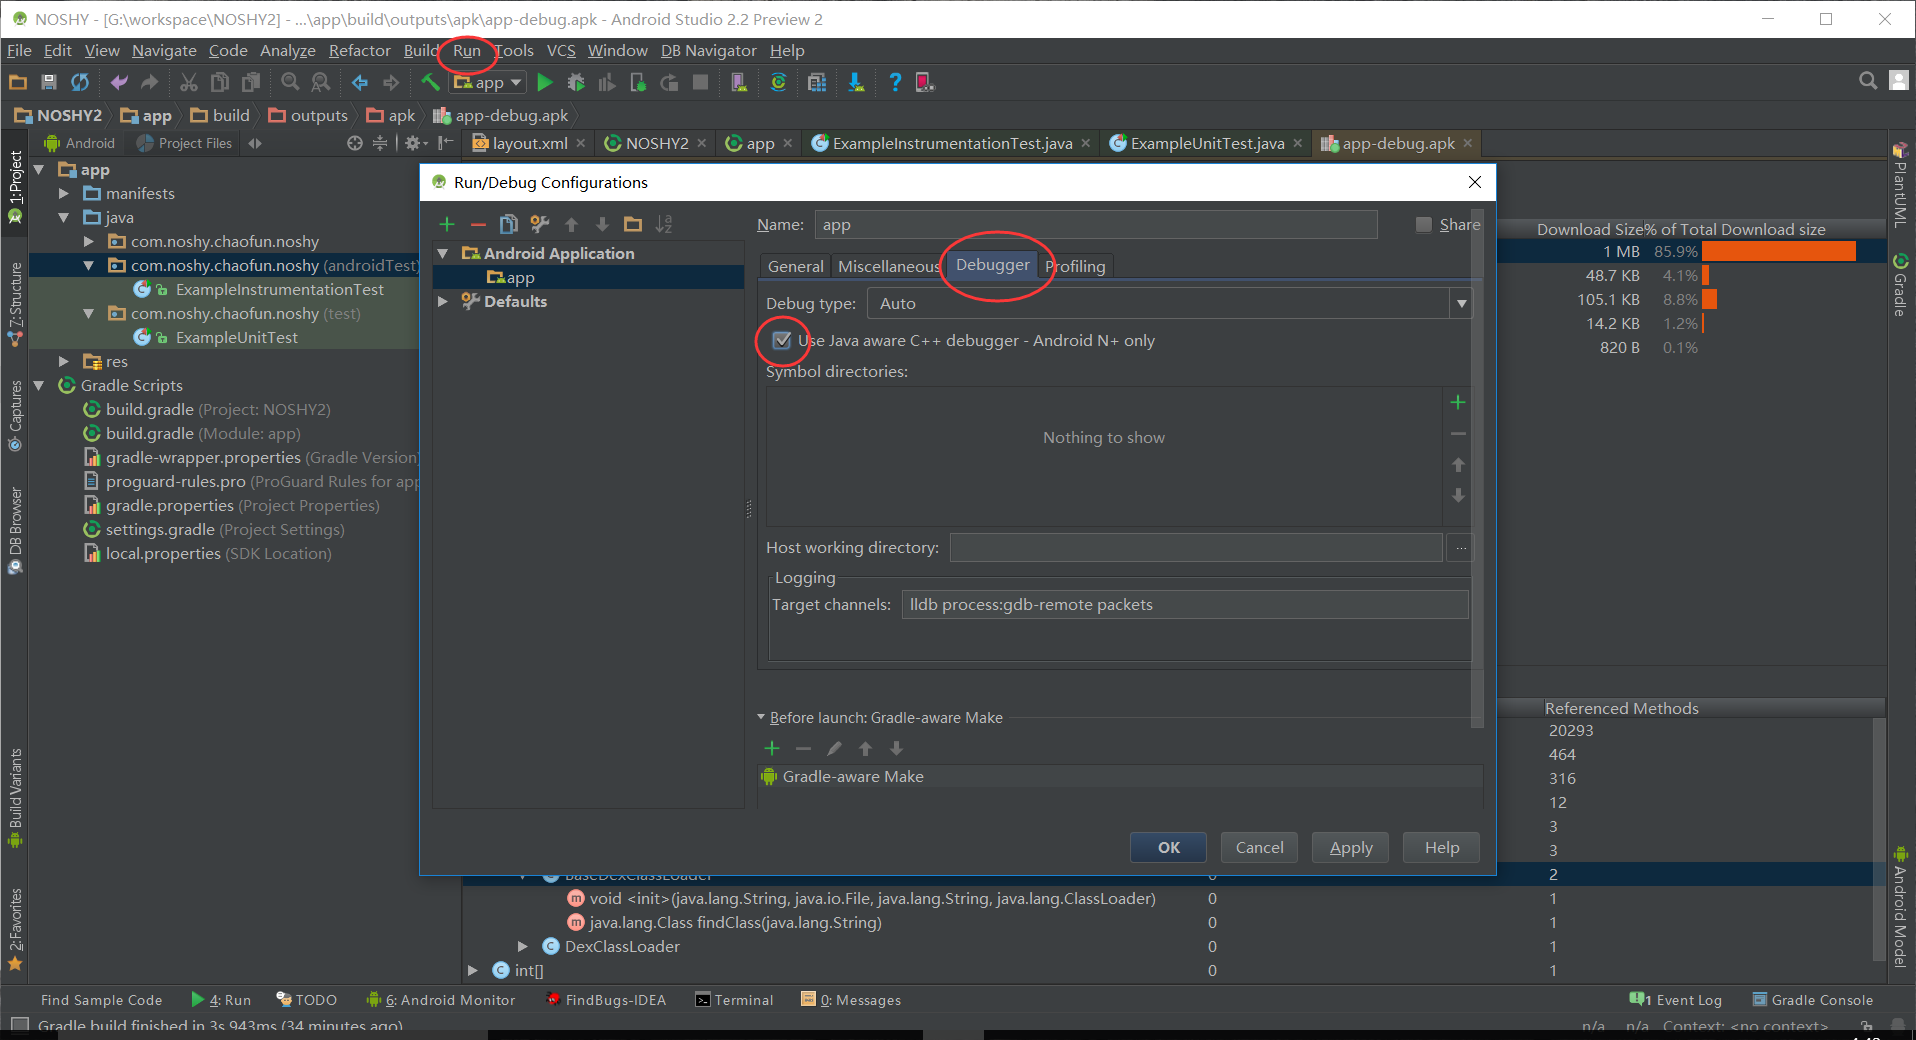 NOSHY - [G:\workspace\NOSHY2] - ...\app\build\outputs\apk\app-debug.apk - Android Studio 2.2 Preview 2
File Edit View Navigate Code Analyze Refactor Build Run Tools VCS Window DB Navigator Help
app
NOSHY2 app build outputs apk app-debug.apk
Android Project Files
layout.xml NOSHY2 app ExampleInstrumentationTest.java ExampleUnitTest.java app-debug.apk
1: Project
7: Structure
Captures
DB Browser
Build Variants
2: Favorites
app
manifests
java
com.noshy.chaofun.noshy
com.noshy.chaofun.noshy (androidTest)
ExampleInstrumentationTest
com.noshy.chaofun.noshy (test)
ExampleUnitTest
res
Gradle Scripts
build.gradle (Project: NOSHY2)
build.gradle (Module: app)
gradle-wrapper.properties (Gradle Version)
proguard-rules.pro (ProGuard Rules for app
gradle.properties (Project Properties)
settings.gradle (Project Settings)
local.properties (SDK Location)
Run/Debug Configurations
Android Application
app
Defaults
Name: app Share
General Miscellaneous Debugger Profiling
Debug type: Auto
Use Java aware C++ debugger - Android N+ only
Symbol directories:
Nothing to show
Host working directory: ...
Logging
Target channels: lldb process:gdb-remote packets
Before launch: Gradle-aware Make
Gradle-aware Make
OK Cancel Apply Help
Download Size % of Total Download size
1 MB 85.9%
48.7 KB 4.1%
105.1 KB 8.8%
14.2 KB 1.2%
820 B 0.1%
Referenced Methods
20293
464
316
12
3
3
BaseDexClassLoader 0 2
void <init>(java.lang.String, java.io.File, java.lang.String, java.lang.ClassLoader) 0 1
java.lang.Class findClass(java.lang.String) 0 1
DexClassLoader 0 1
int[] 0 1
PlantUML
Gradle
Android Model
Find Sample Code 4: Run TODO 6: Android Monitor FindBugs-IDEA Terminal 0: Messages 1 Event Log Gradle Console
Gradle build finished in 3s 943ms (34 minutes ago) n/a n/a Context: <no context>